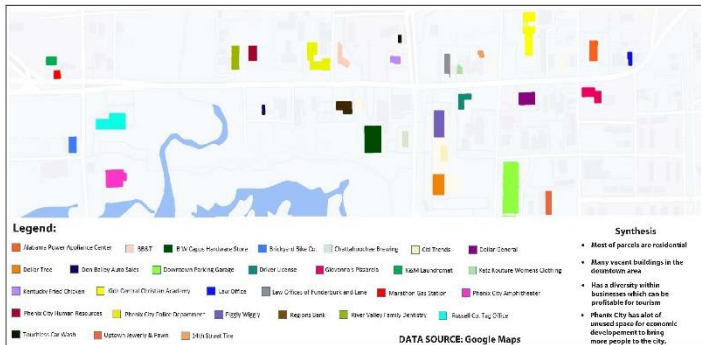 Legend:
Alabama Power Appliance Center BB&T BW Capps Hardware Store Brickyard Bike Co. Chattahoochee Brewing Citi Trends Dollar General
Dollar Tree Don Bailey Auto Sales Downtown Parking Garage Driver License Giovanna's Pizzeria K&M Laundromat Ketz Kouture Womens Clothing
Kentucky Fried Chicken Central Christian Academy Law Office Law Offices of Funderburk and Lane Marathon Gas Station Phenix City Amphitheater
Phenix City Human Resources Phenix City Police Department Piggly Wiggly Regions Bank River Valley Family Dentistry Russell Co. Tag Office
Touchless Car Wash Uptown Jewerly & Pawn 14th Street Tire
DATA SOURCE: Google Maps
Synthesis
• Most of parcels are residential
• Many vacant buildings in the
downtown area
• Has a diversity within
businesses which can be
profitable for tourism
• Phenix City has alot of
unused space for economic
developement to bring
more people to the city.